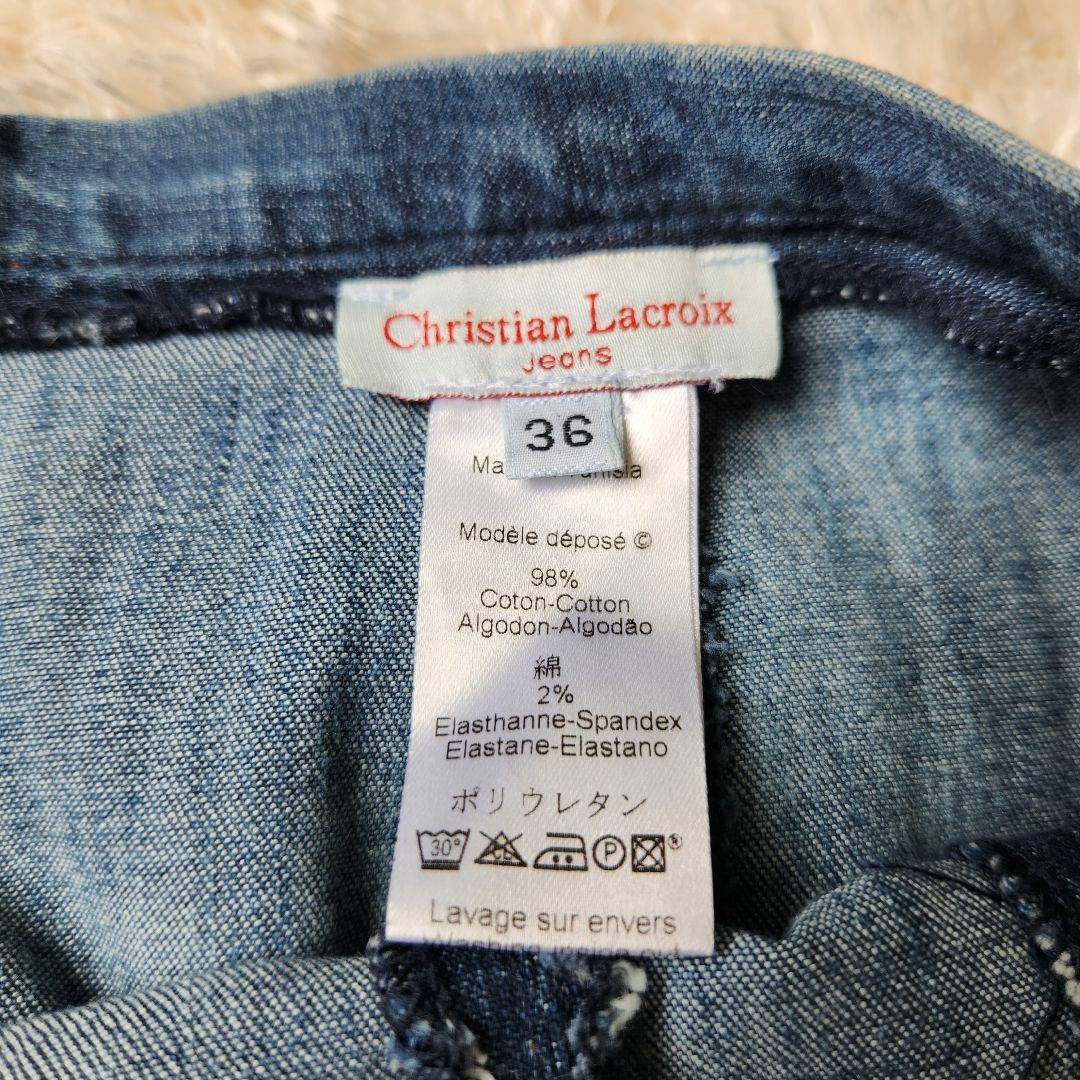 Christian Lacroix
Jeans
36
Modèle déposé ©
98%
Coton-Cotton
Algodon-Algodão
綿
2%
Elasthanne-Spandex
Elastane-Elastano
ポリウレタン
30°
CL
P
Lavage sur envers